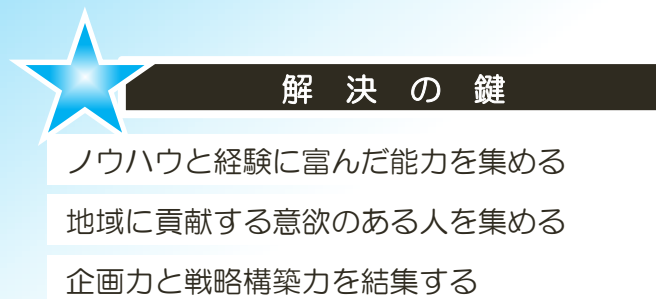 解決の鍵
ノウハウと経験に富んだ能力を集める
地域に貢献する意欲のある人を集める
企画力と戦略構築力を結集する